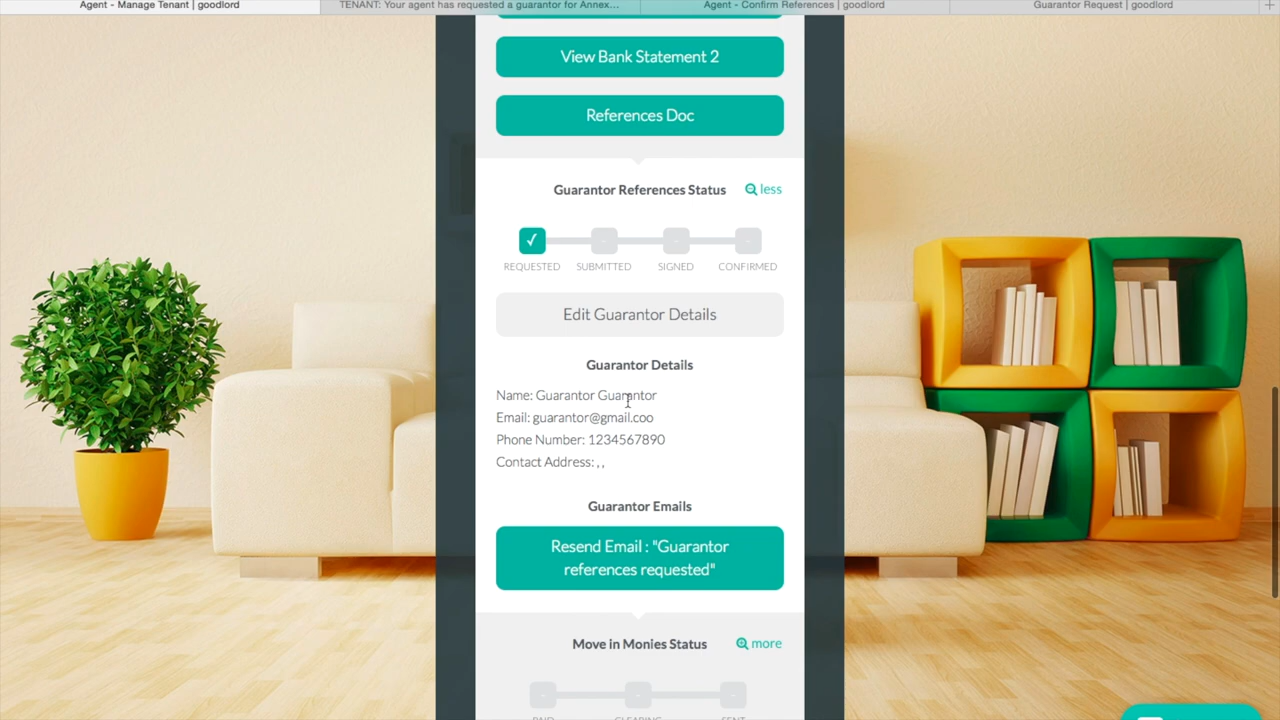 Agent - Manage Tenant | goodlord
TENANT: Your agent has requested a guarantor for Annex...
Agent - Confirm References | goodlord
Guarantor Request | goodlord
View Bank Statement 2
References Doc
Guarantor References Status
less
REQUESTED
SUBMITTED
SIGNED
CONFIRMED
Edit Guarantor Details
Guarantor Details
Name: Guarantor Guarantor
Email: guarantor@gmail.coo
Phone Number: 1234567890
Contact Address: , ,
Guarantor Emails
Resend Email : "Guarantor
references requested"
Move in Monies Status
more
PAID
CLEARING
SENT